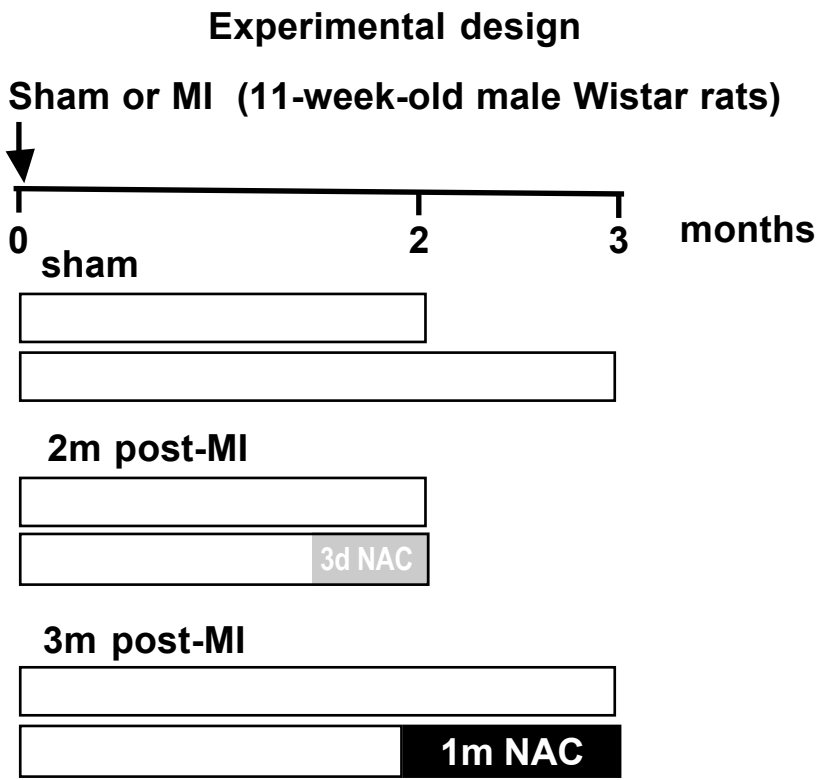 Experimental design
Sham or MI (11-week-old male Wistar rats)
0 2 3 months
sham
2m post-MI
3d NAC
3m post-MI
1m NAC